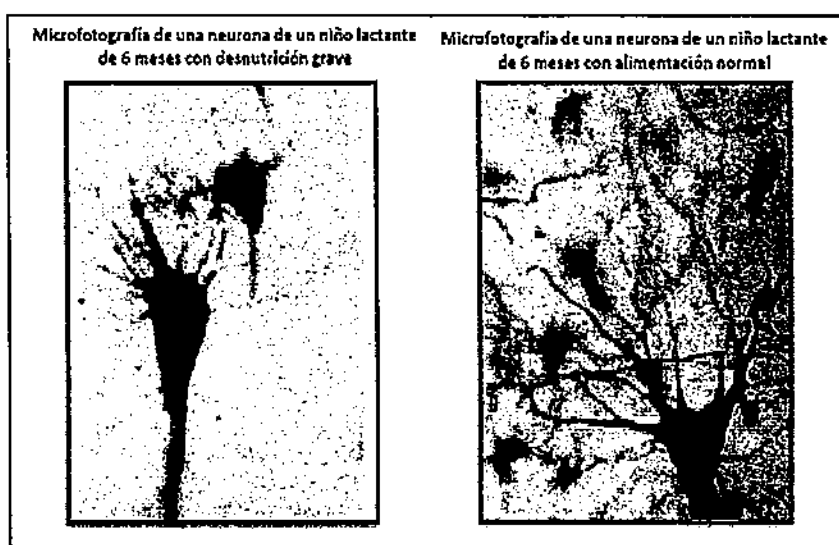 Microfotografía de una neurona de un niño lactante
de 6 meses con desnutrición grave
Microfotografía de una neurona de un niño lactante
de 6 meses con alimentación normal